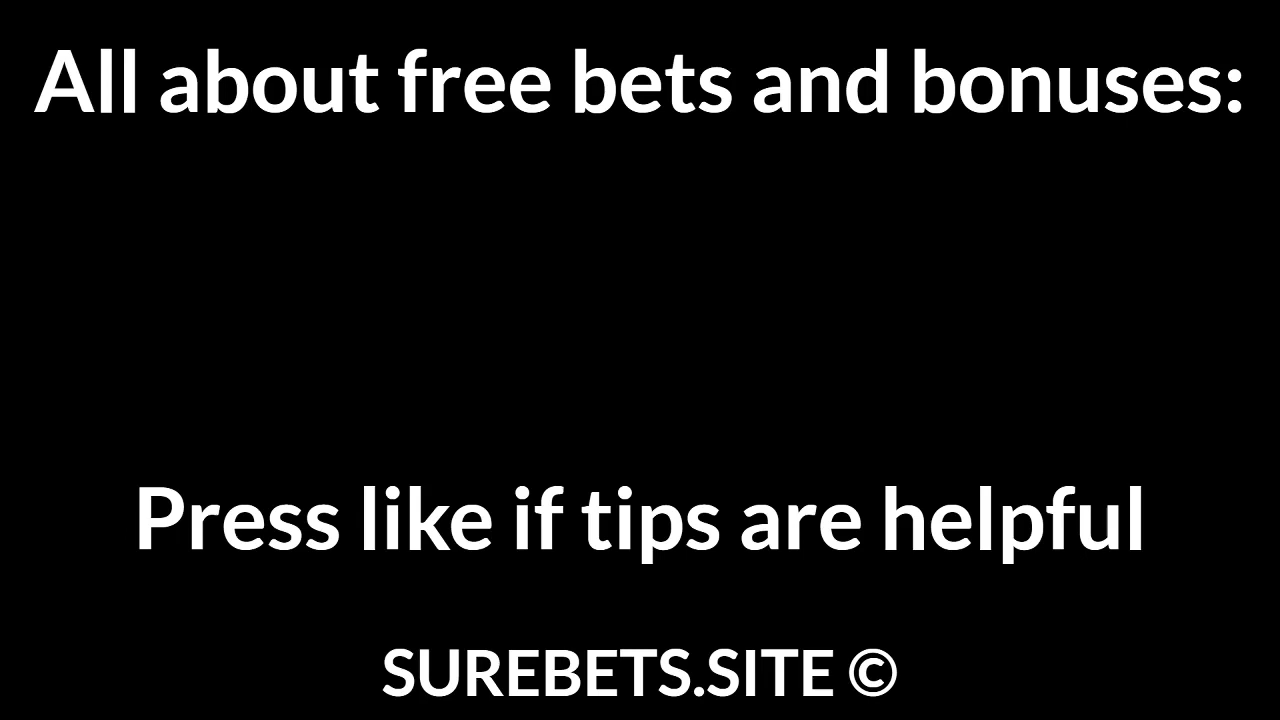 All about free bets and bonuses:
Press like if tips are helpful
SUREBETS.SITE ©